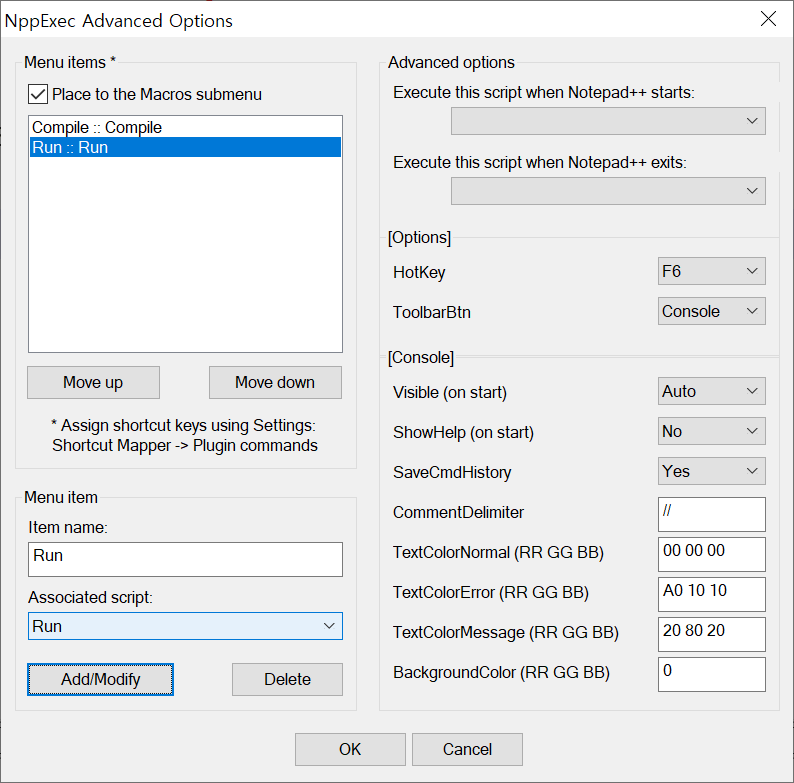 NppExec Advanced Options
Menu items *
Place to the Macros submenu
Compile :: Compile
Run :: Run
Move up
Move down
* Assign shortcut keys using Settings:
Shortcut Mapper -> Plugin commands
Menu item
Item name:
Run
Associated script:
Run
Add/Modify
Delete
Advanced options
Execute this script when Notepad++ starts:
Execute this script when Notepad++ exits:
[Options]
HotKey
F6
ToolbarBtn
Console
[Console]
Visible (on start)
Auto
ShowHelp (on start)
No
SaveCmdHistory
Yes
CommentDelimiter
//
TextColorNormal (RR GG BB)
00 00 00
TextColorError (RR GG BB)
A0 10 10
TextColorMessage (RR GG BB)
20 80 20
BackgroundColor (RR GG BB)
0
OK
Cancel